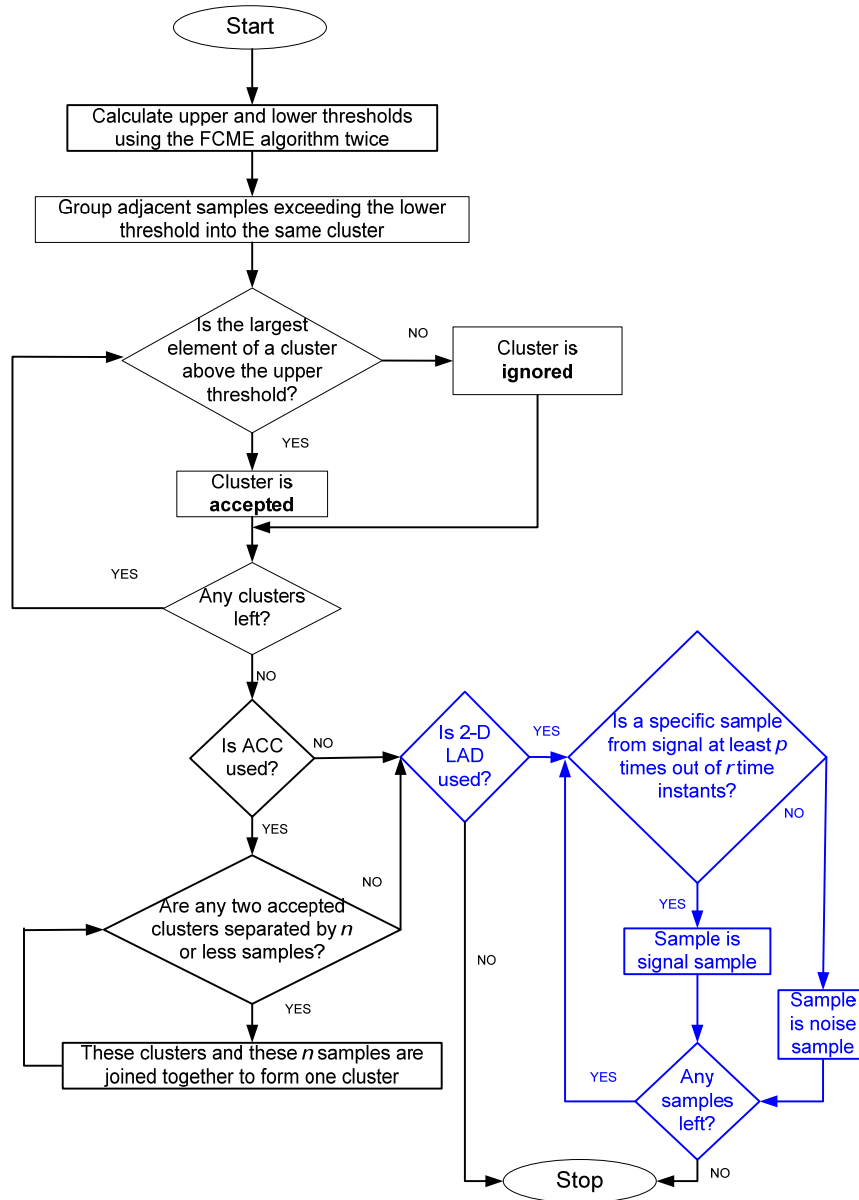 Start
Calculate upper and lower thresholds
using the FCME algorithm twice
Group adjacent samples exceeding the lower
threshold into the same cluster
Is the largest
element of a cluster
above the upper
threshold?
NO
Cluster is
ignored
YES
Cluster is
accepted
YES
Any clusters
left?
NO
Is ACC
used?
NO
YES
Is 2-D
LAD
used?
YES
Is a specific sample
from signal at least p
times out of r time
instants?
NO
NO
Are any two accepted
clusters separated by n
or less samples?
YES
These clusters and these n samples are
joined together to form one cluster
YES
Sample is
signal sample
NO
Sample
is noise
sample
YES
Any
samples
left?
NO
Stop